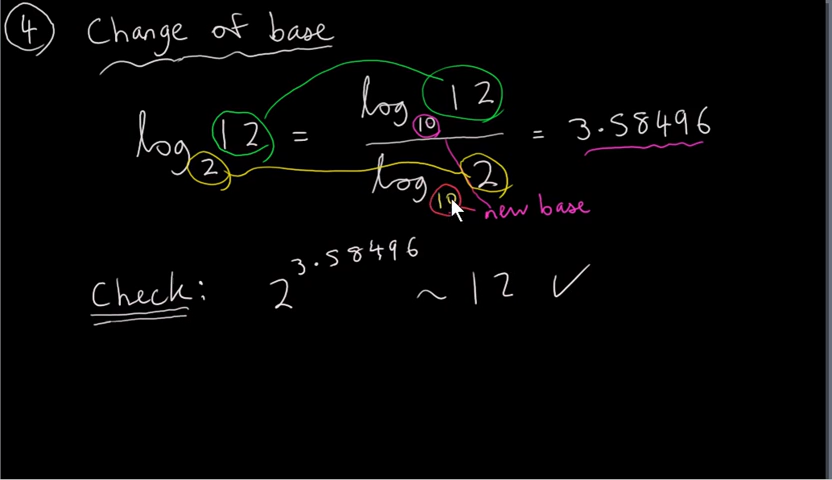 ④ Change of base
log₂ 12 = log₁₀ 12 / log₁₀ 2 = 3.58496
new base
Check: 2^3.58496 ~ 12 ✓